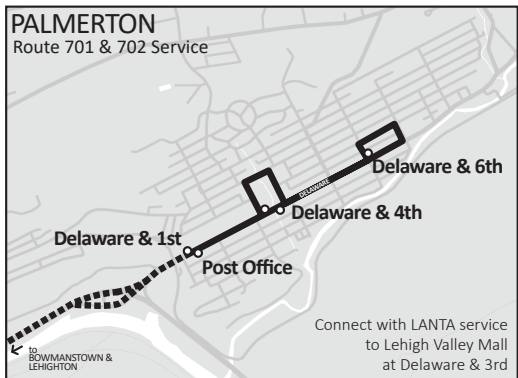 PALMERTON
Route 701 & 702 Service
DELAWARE
Delaware & 6th
Delaware & 4th
Delaware & 1st
Post Office
Connect with LANTA service
to Lehigh Valley Mall
at Delaware & 3rd
to
BOWMANSTOWN &
LEHIGHTON